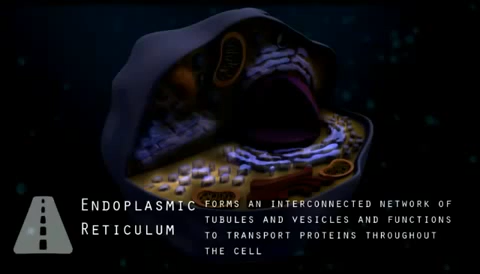 Endoplasmic
Reticulum
FORMS AN INTERCONNECTED NETWORK OF
TUBULES AND VESICLES AND FUNCTIONS
TO TRANSPORT PROTEINS THROUGHOUT
THE CELL